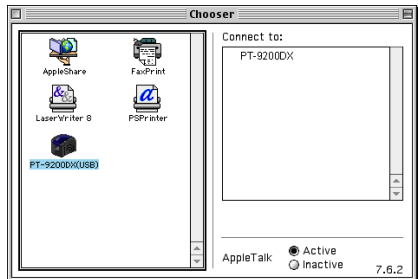 Chooser
AppleShare
FaxPrint
LaserWriter 8
PSPrinter
PT-9200DX(USB)
Connect to:
PT-9200DX
AppleTalk
Active
Inactive
7.6.2